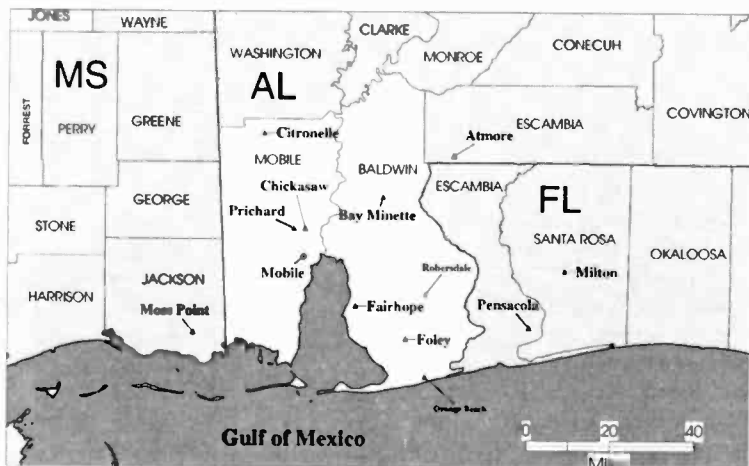 JONES
WAYNE
WASHINGTON
CLARKE
MONROE
CONECUH
MS
AL
FORREST
PERRY
GREENE
COVINGTON
Citronelle
ESCAMBIA
Atmore
MOBILE
BALDWIN
Chickasaw
ESCAMBIA
GEORGE
FL
Prichard
Bay Minette
STONE
SANTA ROSA
OKALOOSA
Mobile
Robersdale
Milton
JACKSON
HARRISON
Moss Point
Fairhope
Pensacola
Foley
Orange Beach
Gulf of Mexico
0 20 40